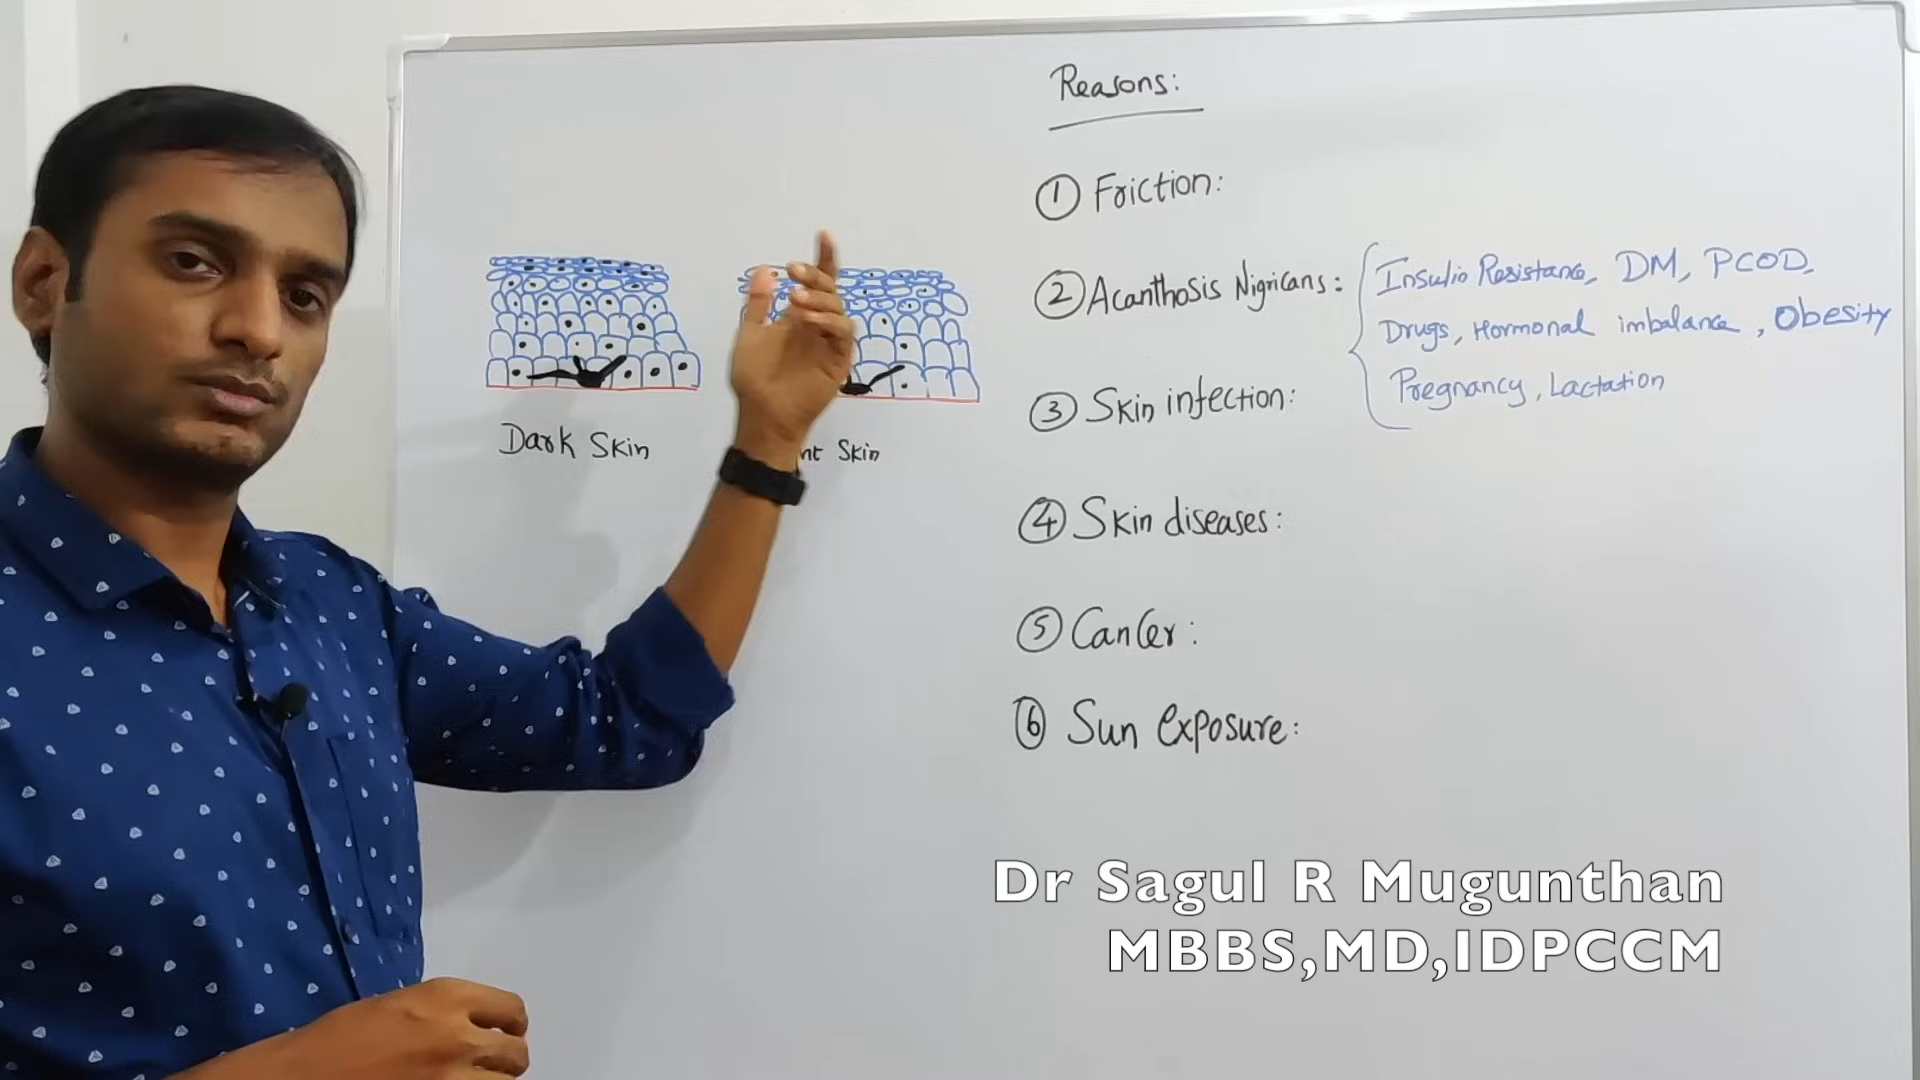 Reasons:
① Friction:
② Acanthosis Nigricans:
Insulin Resistance, DM, PCOD,
Drugs, Hormonal imbalance, Obesity
Pregnancy, Lactation
③ Skin infection:
④ Skin diseases:
⑤ Cancer:
⑥ Sun exposure:
Dark Skin
Skin
Dr Sagul R Mugunthan
MBBS,MD,IDPCCM